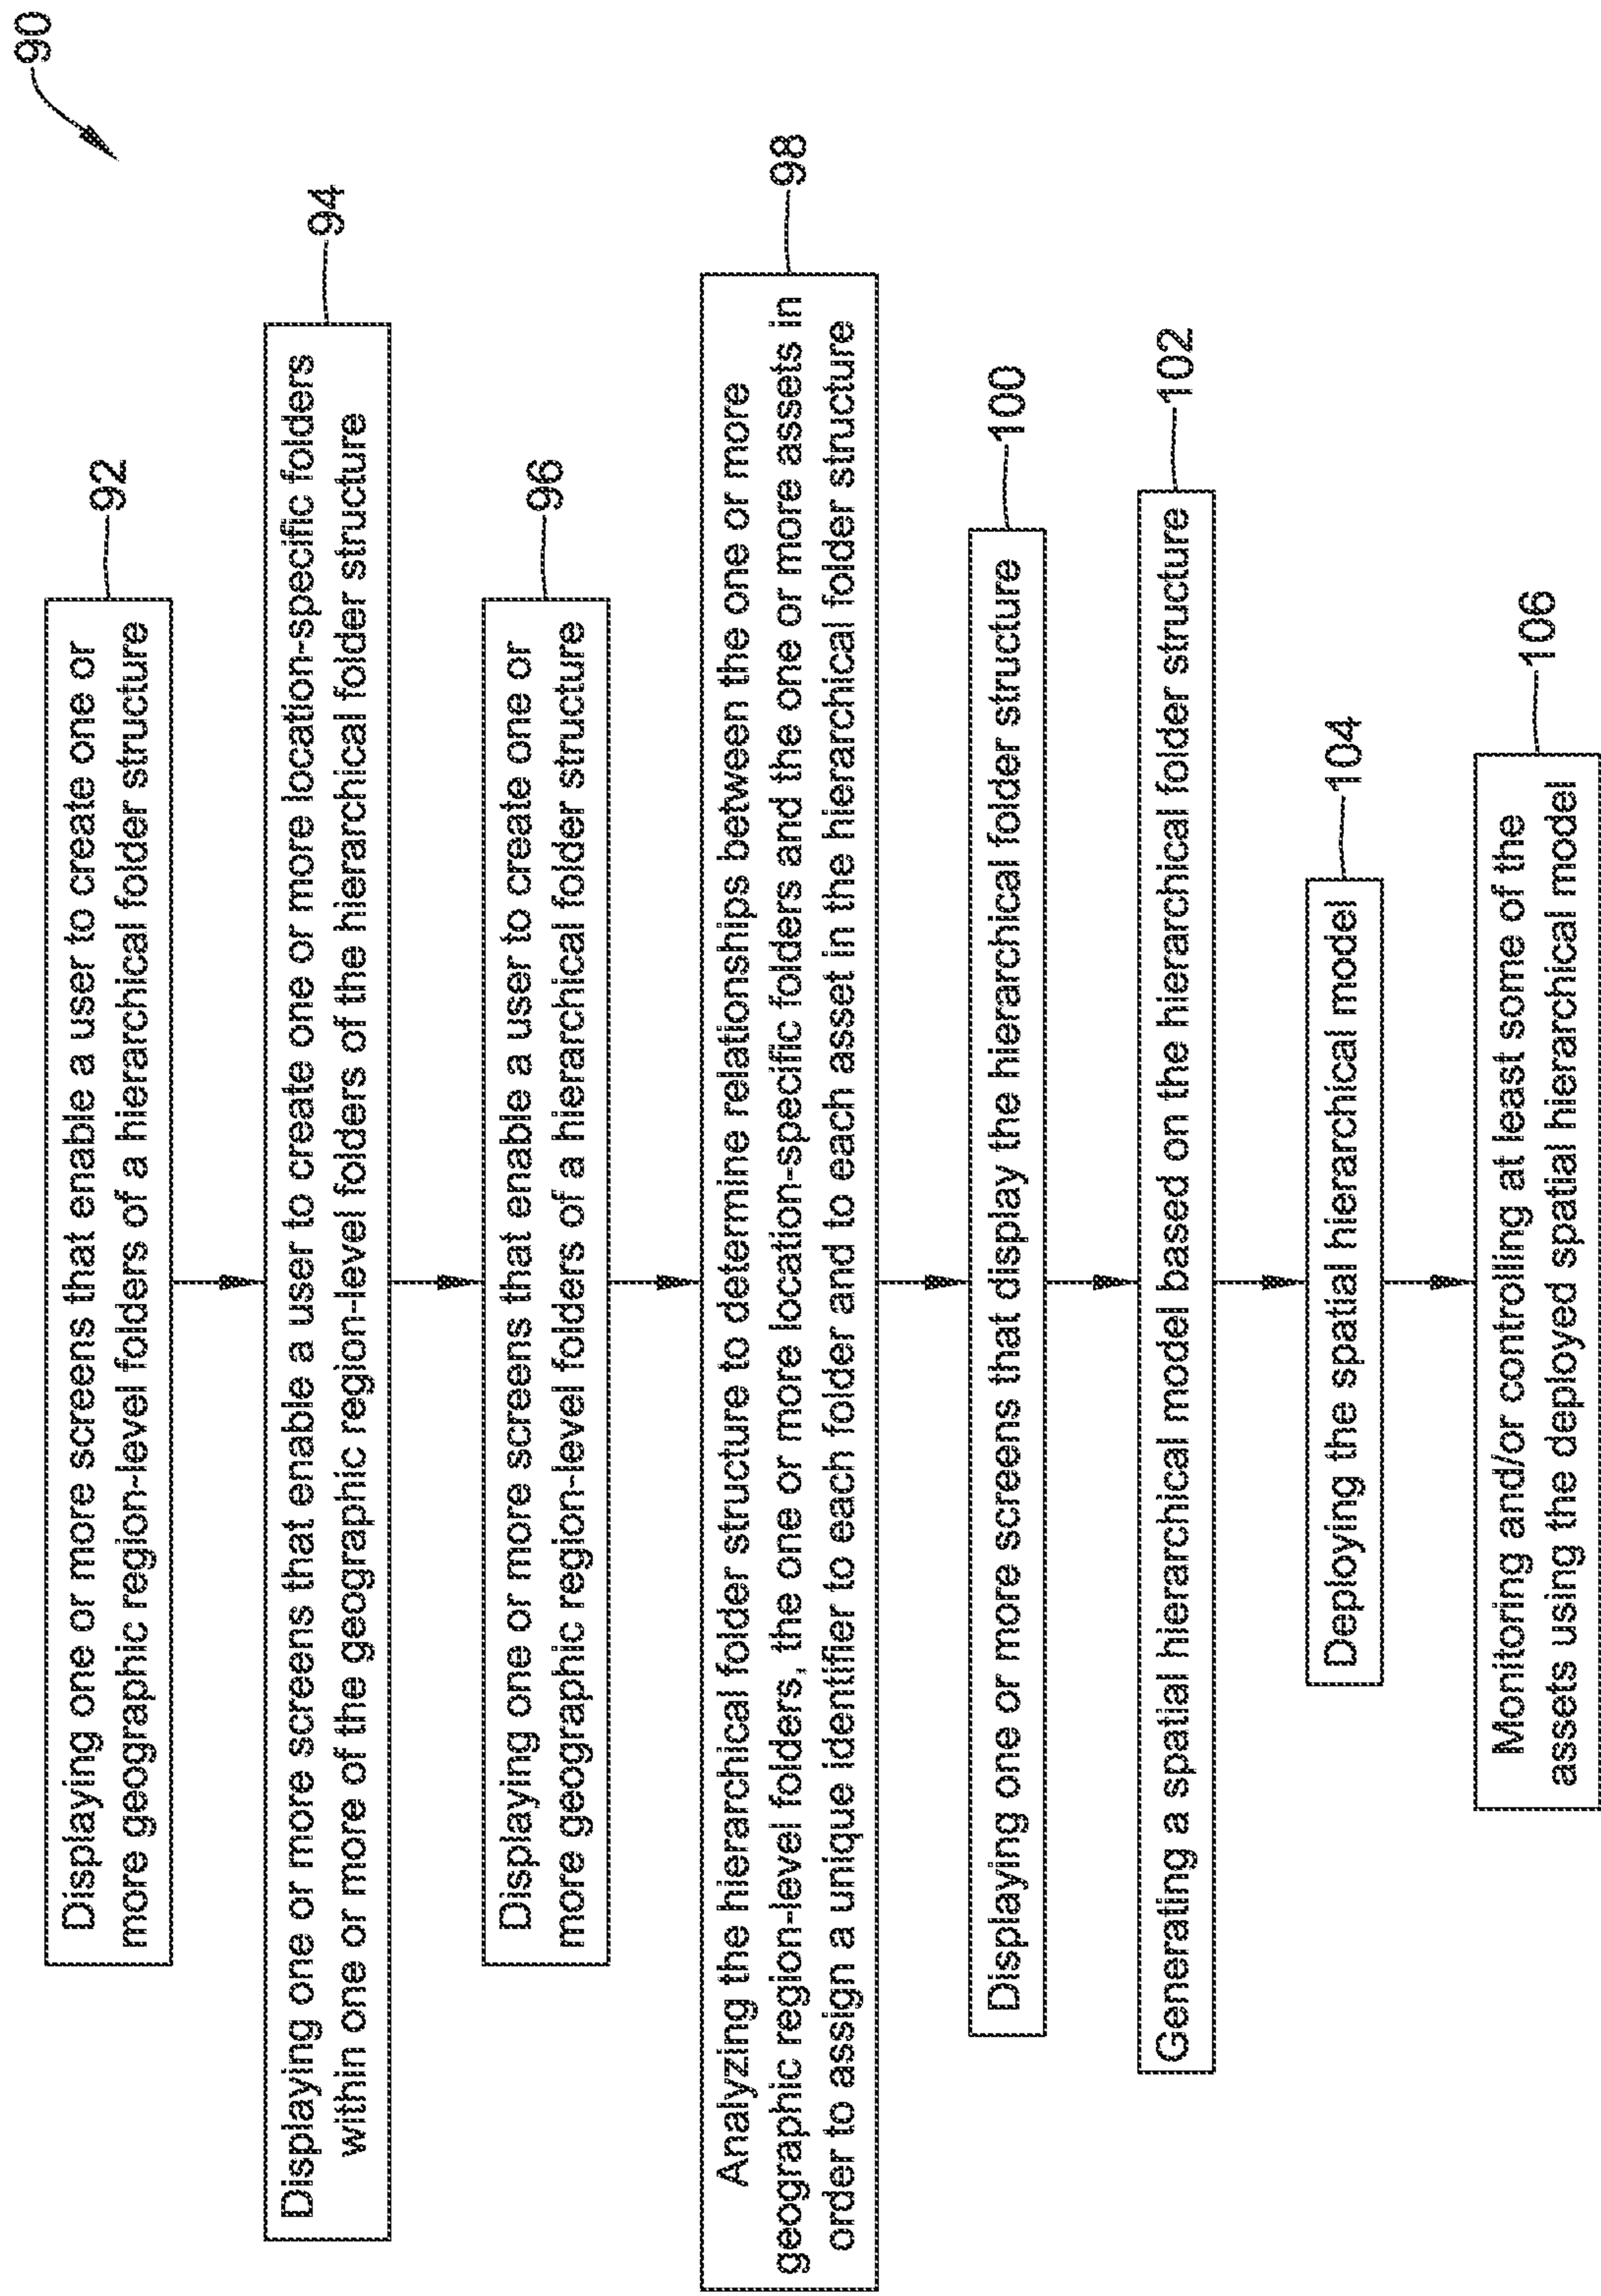 90
Displaying one or more screens that enable a user to create one or
more geographic region-level folders of a hierarchical folder structure
92
Displaying one or more screens that enable a user to create one or more location-specific folders
within one or more of the geographic region-level folders of the hierarchical folder structure
94
Displaying one or more screens that enable a user to create one or
more geographic region-level folders of a hierarchical folder structure
96
Analyzing the hierarchical folder structure to determine relationships between the one or more
geographic region-level folders, the one or more location-specific folders and the one or more assets in
order to assign a unique identifier to each folder and to each asset in the hierarchical folder structure
98
Displaying one or more screens that display the hierarchical folder structure
100
Generating a spatial hierarchical model based on the hierarchical folder structure
102
Deploying the spatial hierarchical model
104
Monitoring and/or controlling at least some of the
assets using the deployed spatial hierarchical model
106